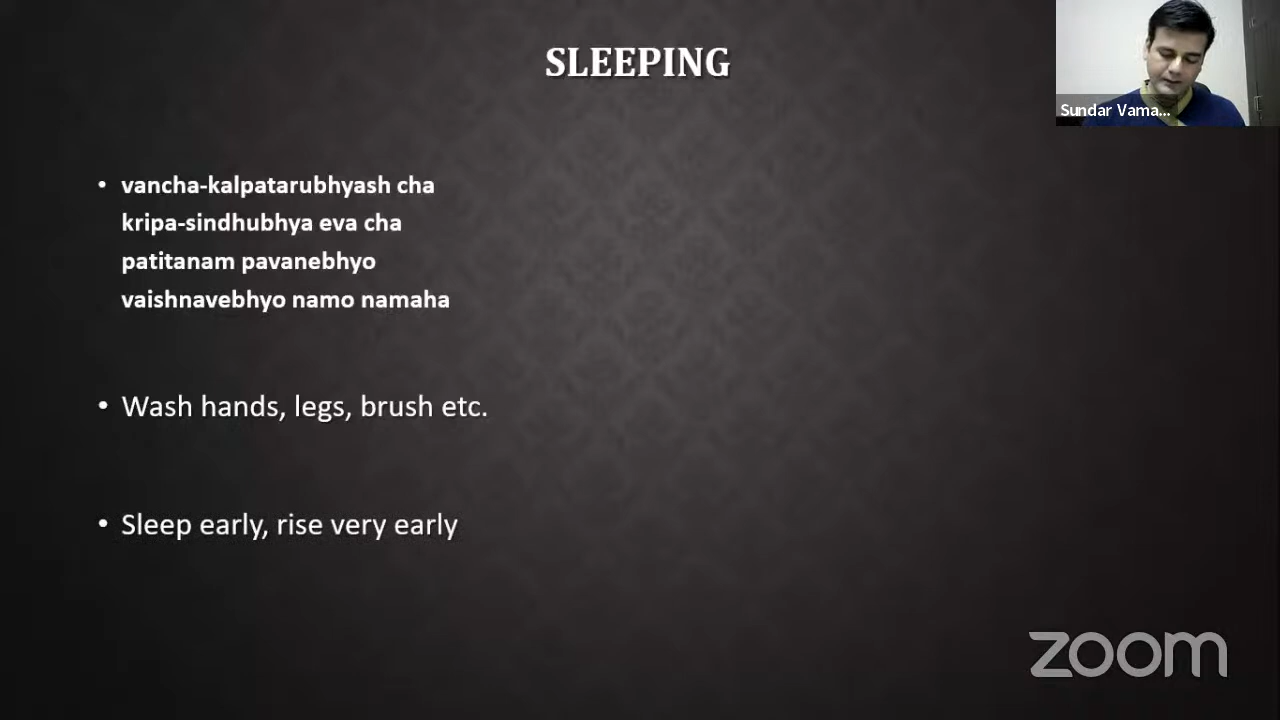 SLEEPING
Sundar Vama...
• vancha-kalpatarubhyash cha
kripa-sindhubhya eva cha
patitanam pavanebhyo
vaishnavebhyo namo namaha
• Wash hands, legs, brush etc.
• Sleep early, rise very early
zoom